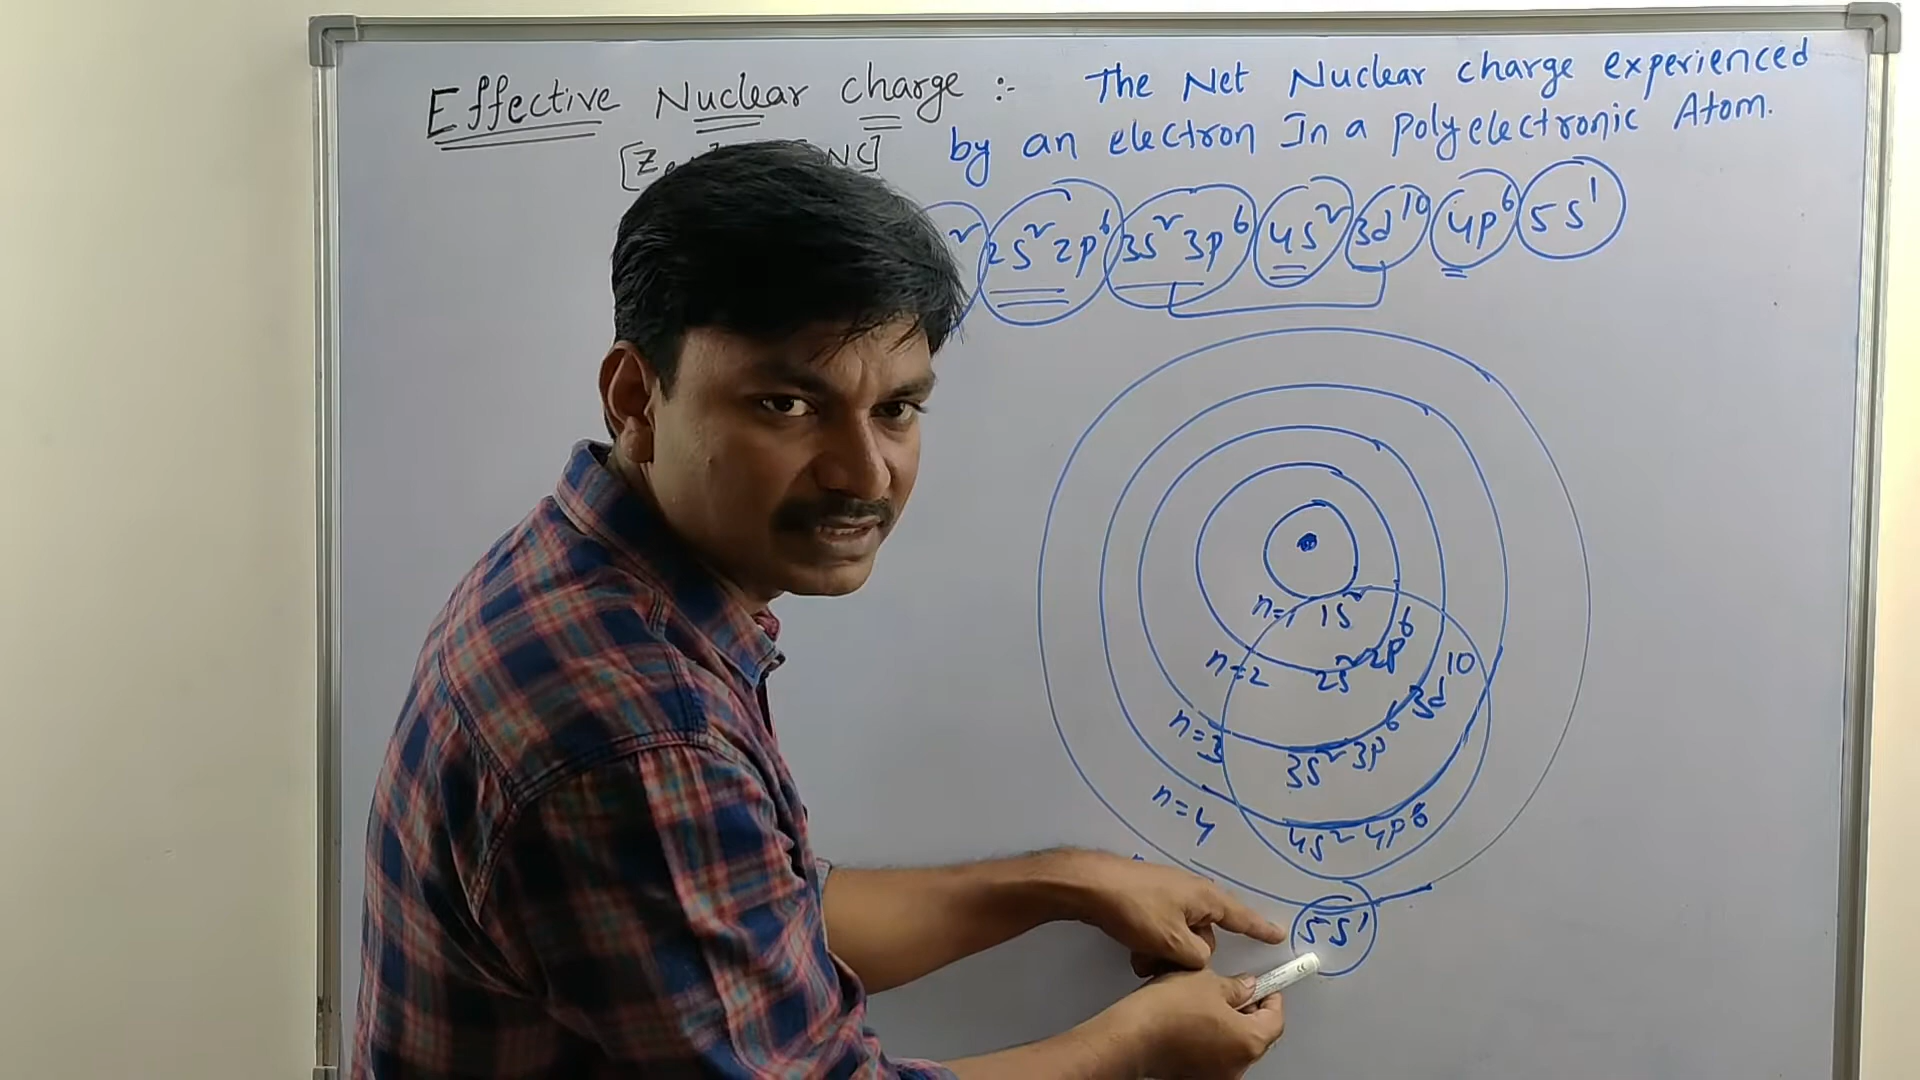 Effective Nuclear charge :- The Net Nuclear charge experienced
by an electron In a polyelectronic Atom.
2s² 2p⁶ 3s² 3p⁶ 4s² 3d¹⁰ 4p⁶ 5s¹
n=1 1s²
n=2 2s² 2p⁶
3d¹⁰
n=3 3s² 3p⁶
n=4 4s² 4p⁶
5s¹